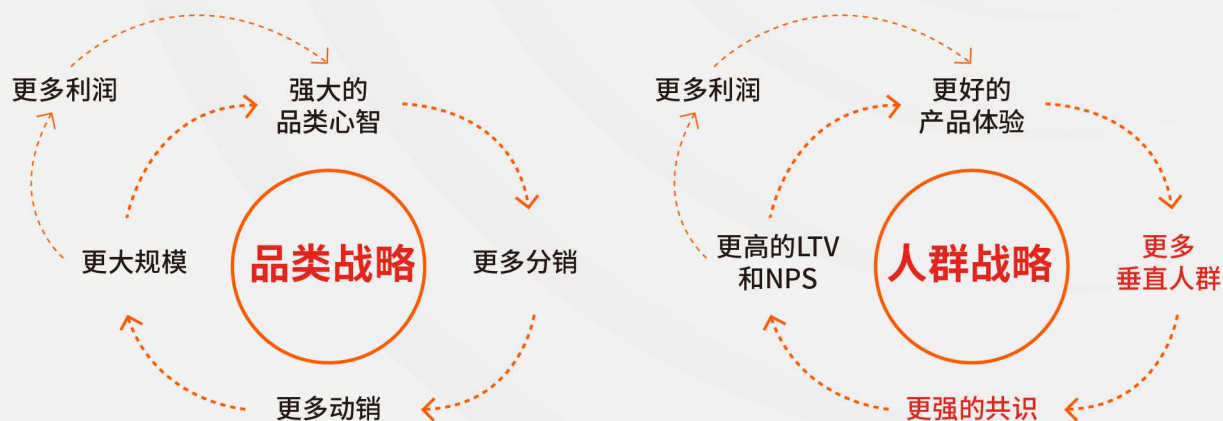 更多利润
强大的
品类心智
更大规模
品类战略
更多分销
更多动销
更多利润
更好的
产品体验
更高的LTV
和NPS
人群战略
更多
垂直人群
更强的共识